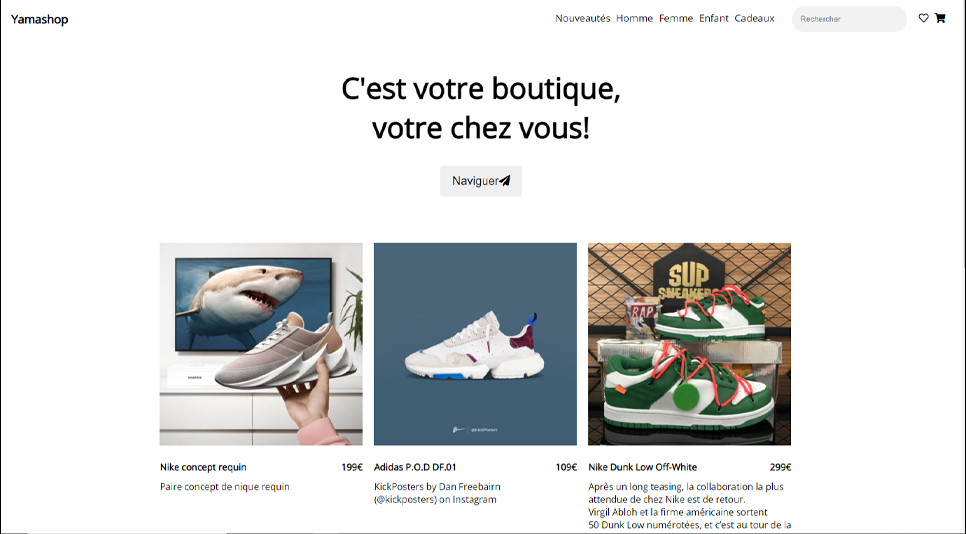 Yamashop
Nouveautés Homme Femme Enfant Cadeaux
Rechercher
C'est votre boutique,
votre chez vous!
Naviguer
SUP
SNEAKERS
RAP
@KickPosters
Nike concept requin 199€
Paire concept de nique requin
Adidas P.O.D DF.01 109€
KickPosters by Dan Freebairn
(@kickposters) on Instagram
Nike Dunk Low Off-White 299€
Après un long teasing, la collaboration la plus
attendue de chez Nike est de retour.
Virgil Abloh et la firme américaine sortent
50 Dunk Low numérotées, et c'est au tour de la